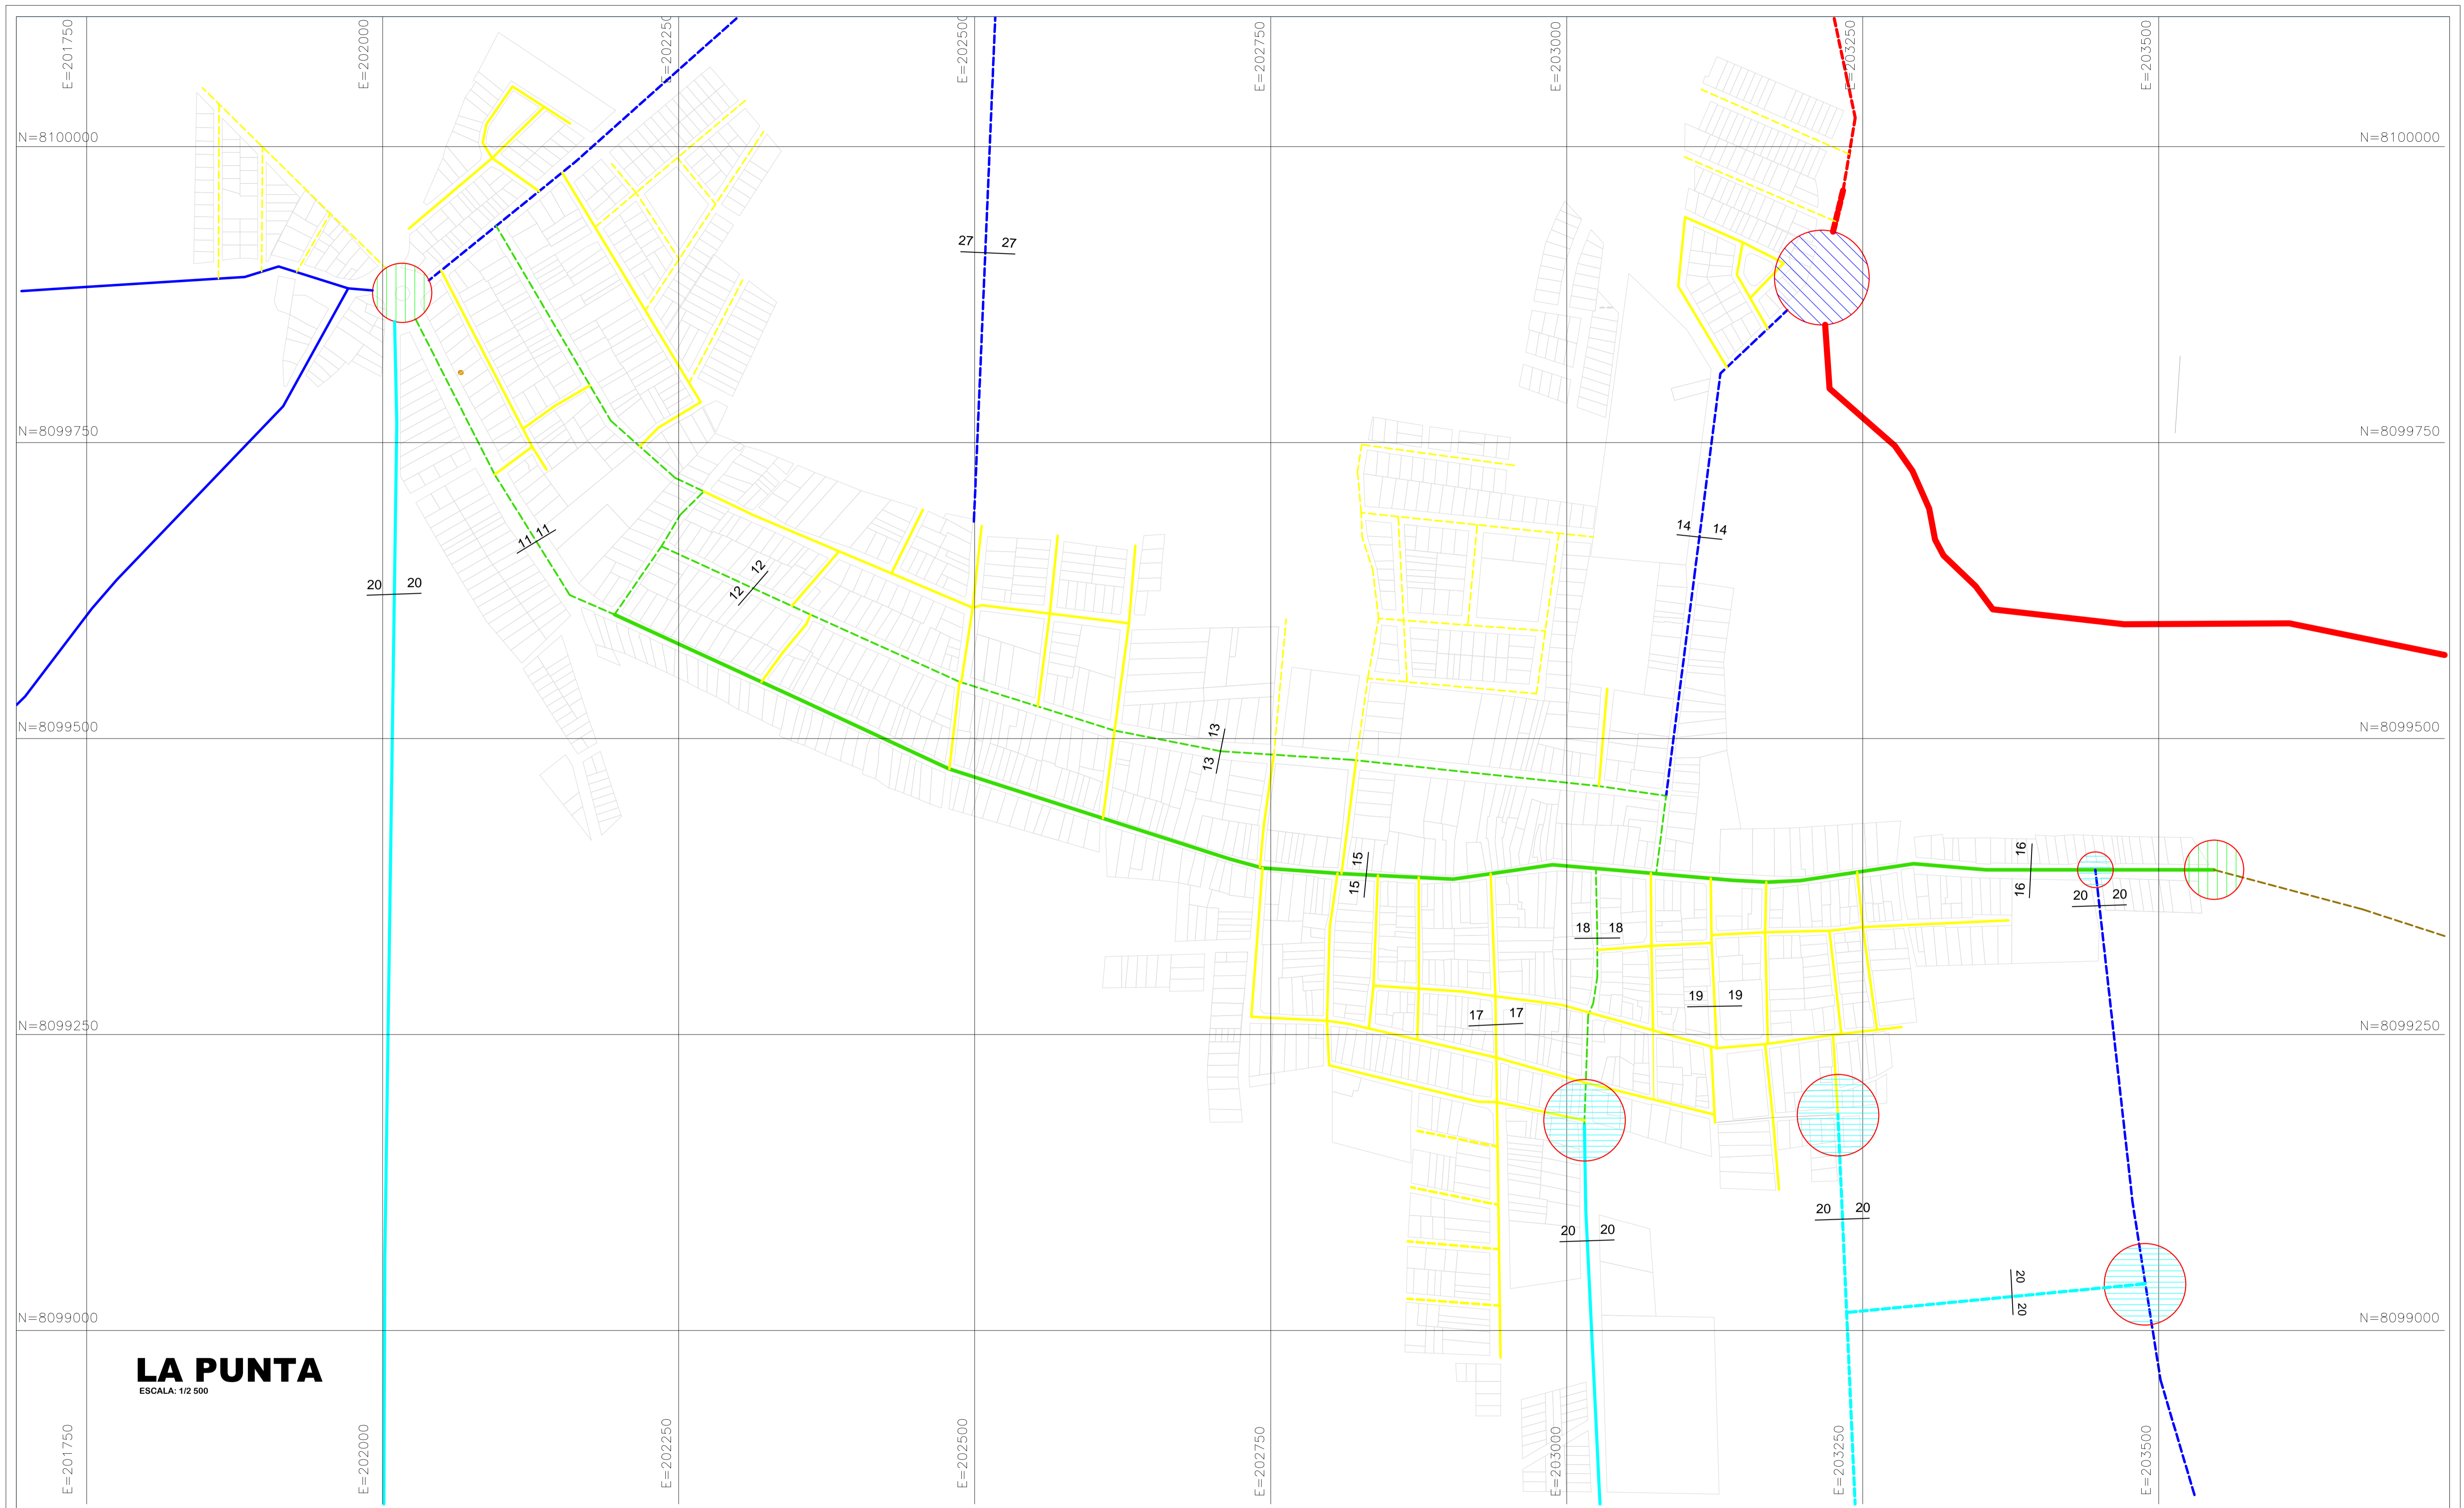 E=201750
E=202000
E=202250
E=202500
E=202750
E=203000
E=203250
E=203500
N=8100000
N=8100000
27 27
N=8099750
N=8099750
14 14
11 11
12 12
20 20
13 13
N=8099500
N=8099500
15 15
16 16
20 20
18 18
19 19
17 17
N=8099250
N=8099250
20 20
20 20
20 20
N=8099000
N=8099000
LA PUNTA
ESCALA: 1/2 500
E=201750
E=202000
E=202250
E=202500
E=202750
E=203000
E=203250
E=203500